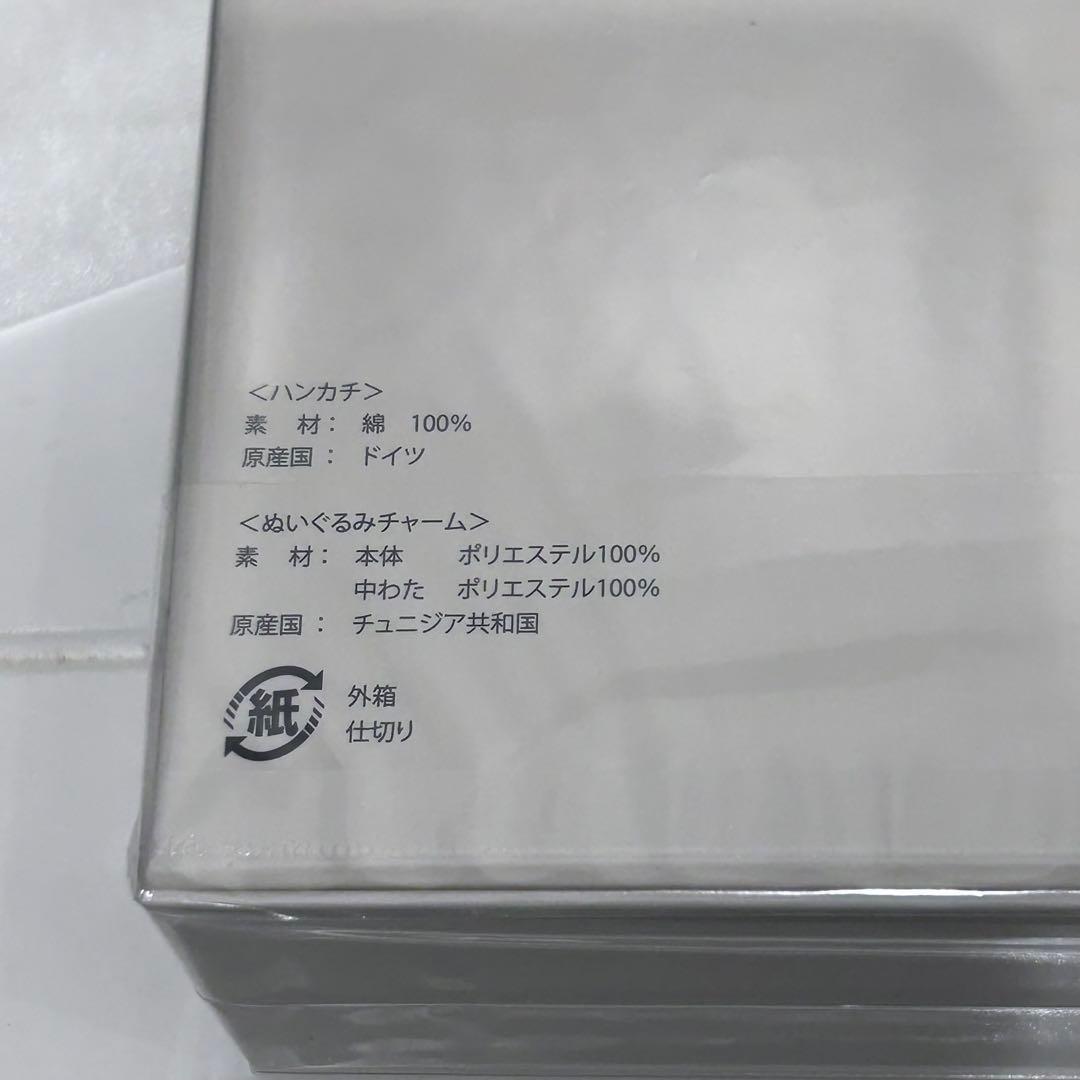 ＜ハンカチ＞
素　材：　綿　100%
原産国：　ドイツ
＜ぬいぐるみチャーム＞
素　材：　本体　ポリエステル100%
中わた　ポリエステル100%
原産国：　チュニジア共和国
紙　外箱
仕切り